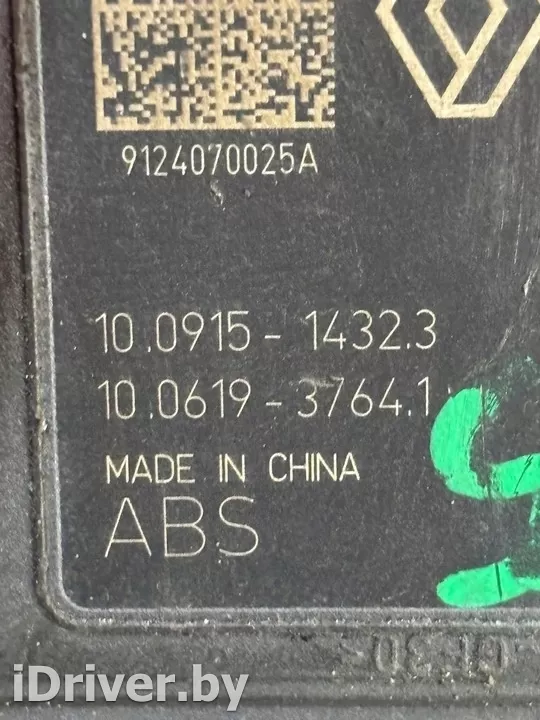 9124070025A
10.0915-1432.3
10.0619-3764.1
MADE IN CHINA
ABS
iDriver.by